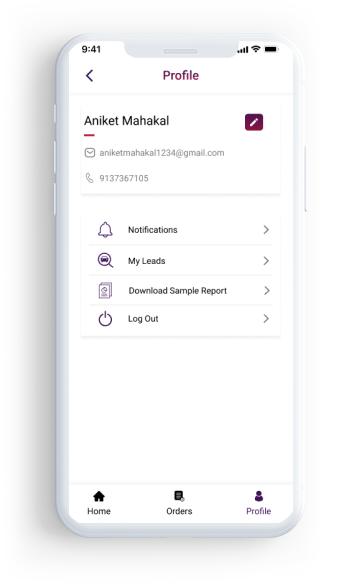 9:41
Profile
Aniket Mahakal
aniketmahakal1234@gmail.com
9137367105
Notifications
My Leads
Download Sample Report
Log Out
Home Orders Profile